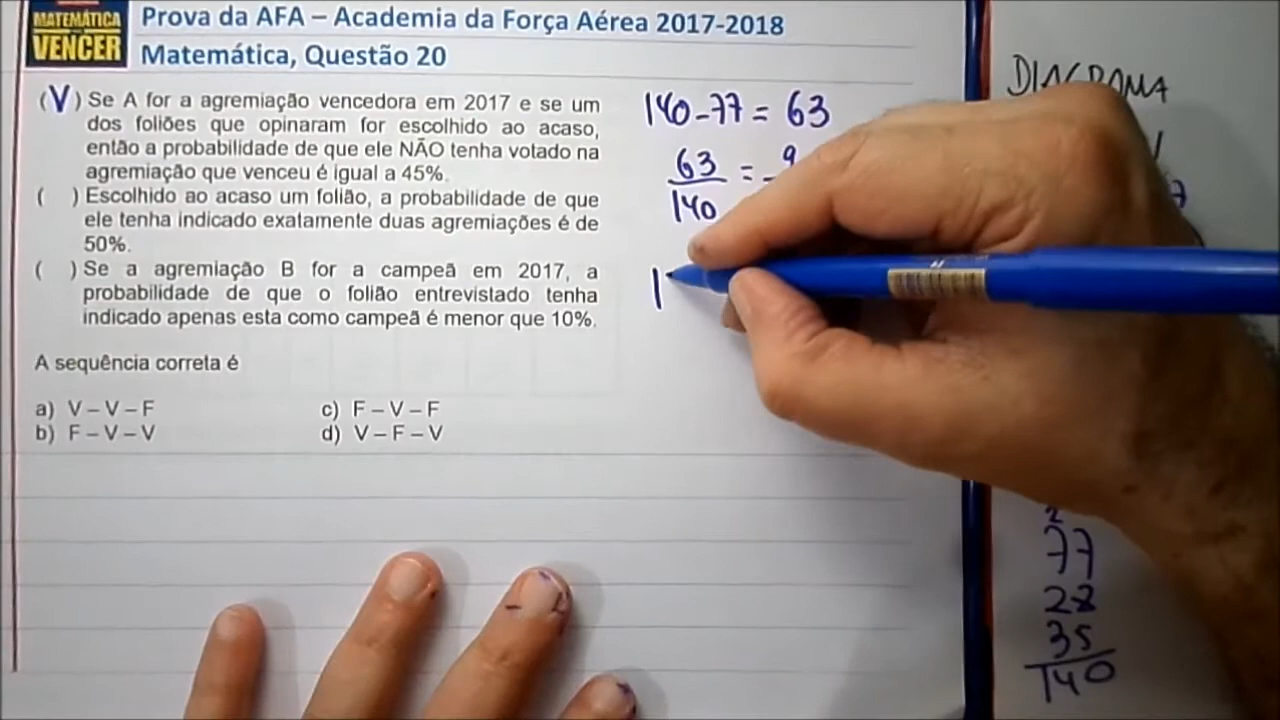 MATEMÁTICA
VENCER
Prova da AFA – Academia da Força Aérea 2017-2018
Matemática, Questão 20
(V) Se A for a agremiação vencedora em 2017 e se um
dos foliões que opinaram for escolhido ao acaso,
então a probabilidade de que ele NÃO tenha votado na
agremiação que venceu é igual a 45%.
( ) Escolhido ao acaso um folião, a probabilidade de que
ele tenha indicado exatamente duas agremiações é de
50%.
( ) Se a agremiação B for a campeã em 2017, a
probabilidade de que o folião entrevistado tenha
indicado apenas esta como campeã é menor que 10%.
A sequência correta é
a) V – V – F
b) F – V – V
c) F – V – F
d) V – F – V
140-77 = 63
63/140 = 9
DIAGRAMA
2
77
28
35
140